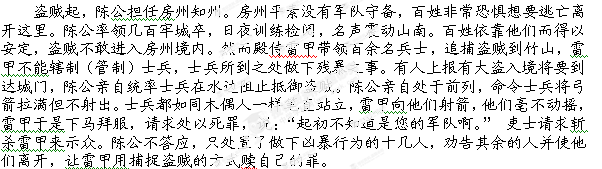 盗贼起，陈公担任房州知州。房州平素没有军队守备，百姓非常恐惧想要逃亡离
开这里。陈公率领几百牢城卒，日夜训练检阅，名声震动山南。百姓依靠他们而得以
安定，盗贼不敢进入房州境内。然而殿侍雷甲带领百余名兵士，追捕盗贼到竹山，雷
甲不能辖制（管制）士兵，士兵所到之处做下残暴之事。有人上报有大盗入境将要到
达城门，陈公亲自统率士兵在水边阻止抵御盗贼。陈公亲自处于前列，命令士兵将弓
箭拉满但不射出。士兵都如同木偶人一样 站立，雷甲向他们射箭，他们毫不动摇，
雷甲于是下马拜服，请求处以死罪， ：“起初不知道是您的军队啊。” 吏士请求斩
杀雷甲来示众。陈公不答应，只处置了做下凶暴行为的十几人，劝告其余的人并使他
们离开，让雷甲用捕捉盗贼的方式赎自己的罪。